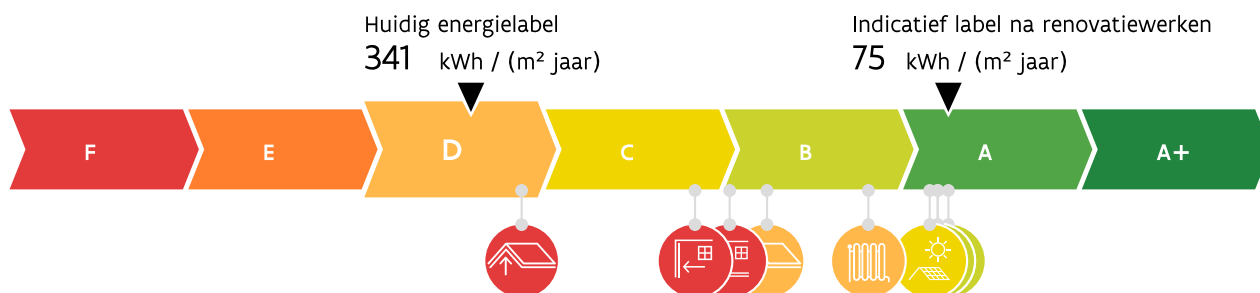 Huidig energielabel
341 kWh / (m² jaar)
Indicatief label na renovatiewerken
75 kWh / (m² jaar)
F
E
D
C
B
A
A+